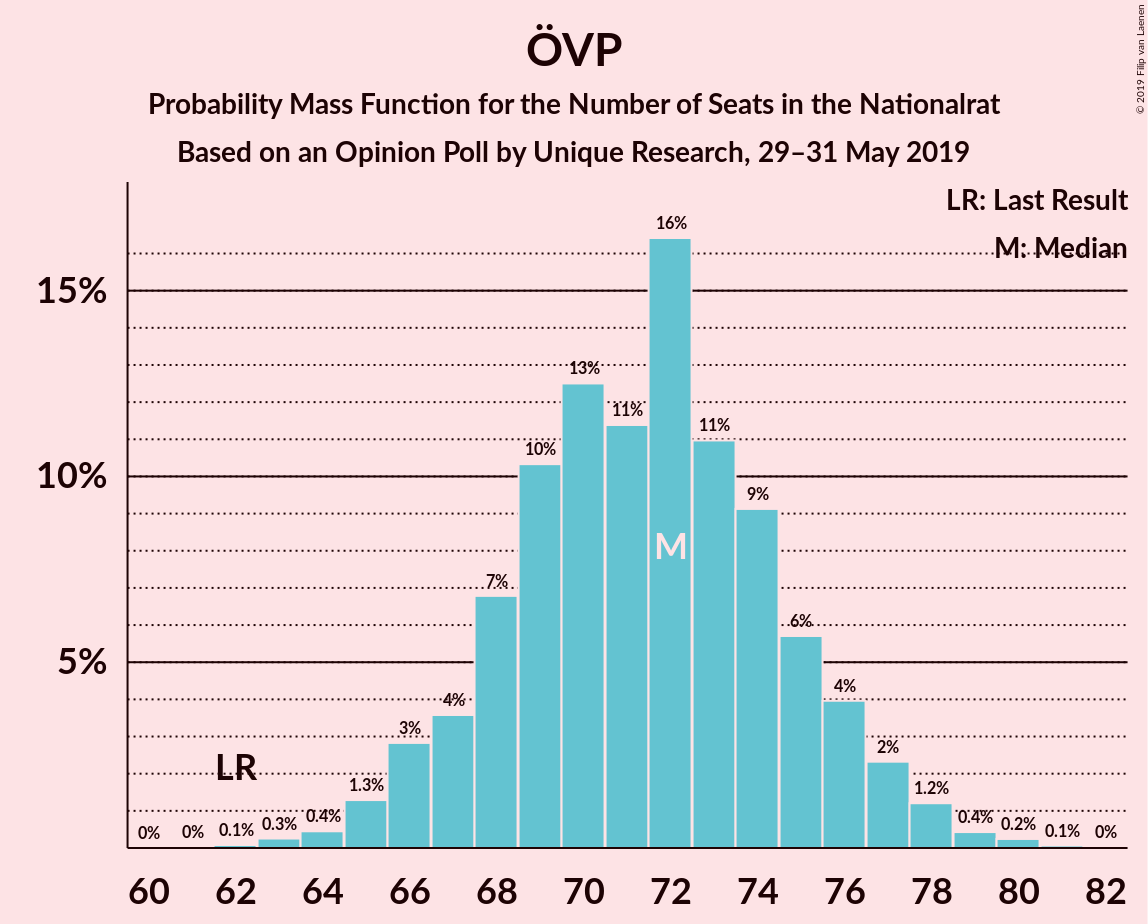 ÖVP
Probability Mass Function for the Number of Seats in the Nationalrat
Based on an Opinion Poll by Unique Research, 29–31 May 2019
© 2019 Filip van Laenen
LR: Last Result
M: Median
16%
15%
13%
11%
11%
10%
10%
9%
M
7%
6%
5%
4%
4%
3%
2%
LR
1.3%
1.2%
0%
0%
0.1%
0.3%
0.4%
0.4%
0.2%
0.1%
0%
60 62 64 66 68 70 72 74 76 78 80 82